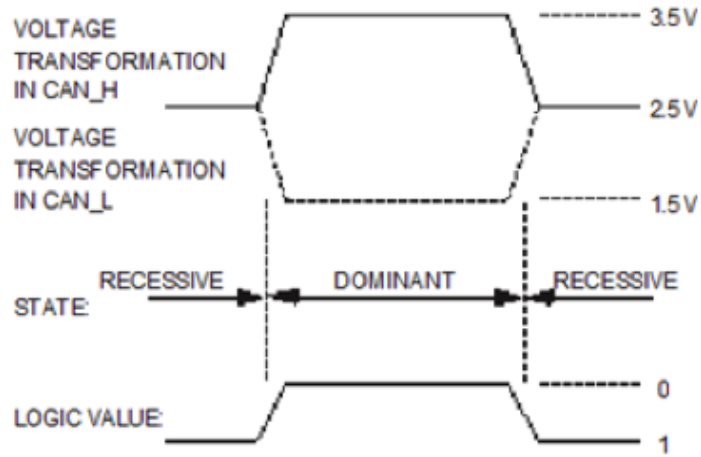 VOLTAGE
TRANSFORMATION
IN CAN_H
3.5V
2.5V
VOLTAGE
TRANSFORMATION
IN CAN_L
1.5V
RECESSIVE DOMINANT RECESSIVE
STATE:
0
LOGIC VALUE:
1